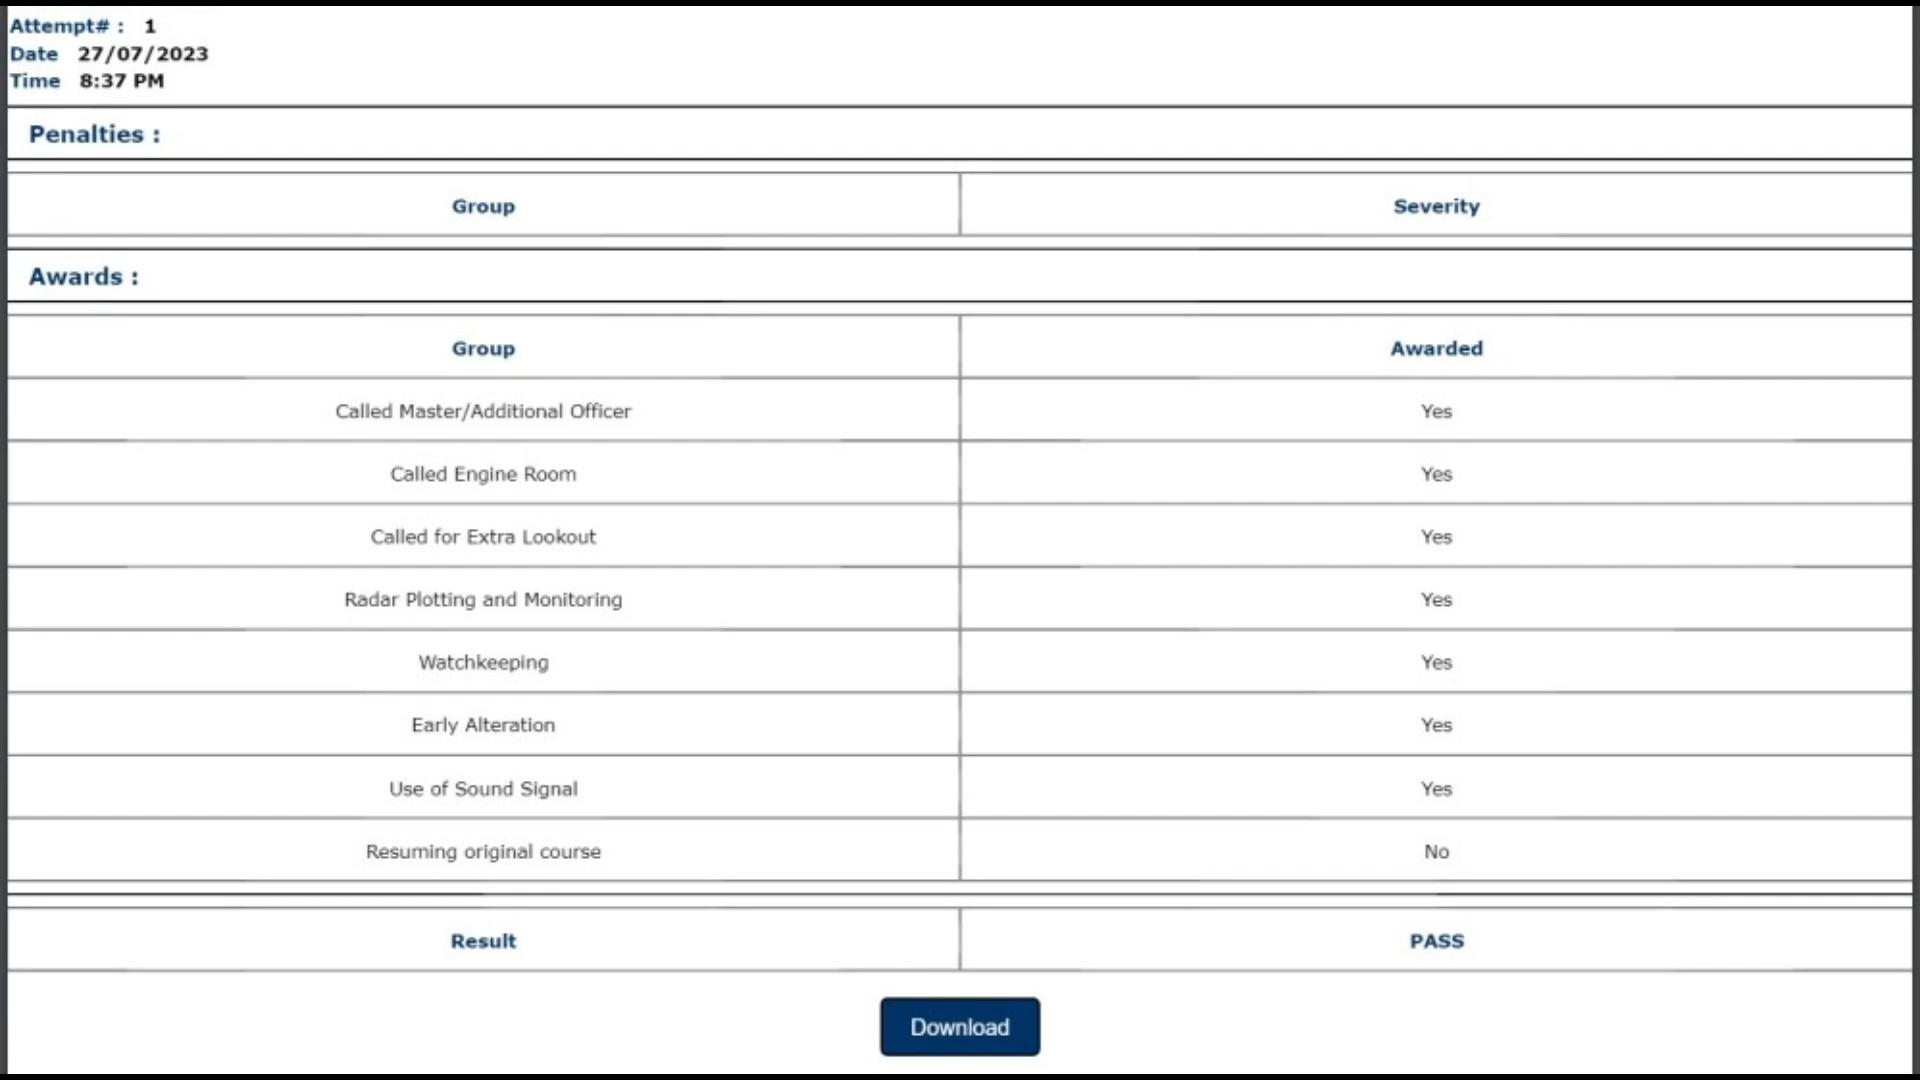 Attempt# : 1
Date 27/07/2023
Time 8:37 PM
Penalties :
Group Severity
Awards :
Group Awarded
Called Master/Additional Officer Yes
Called Engine Room Yes
Called for Extra Lookout Yes
Radar Plotting and Monitoring Yes
Watchkeeping Yes
Early Alteration Yes
Use of Sound Signal Yes
Resuming original course No
Result PASS
Download